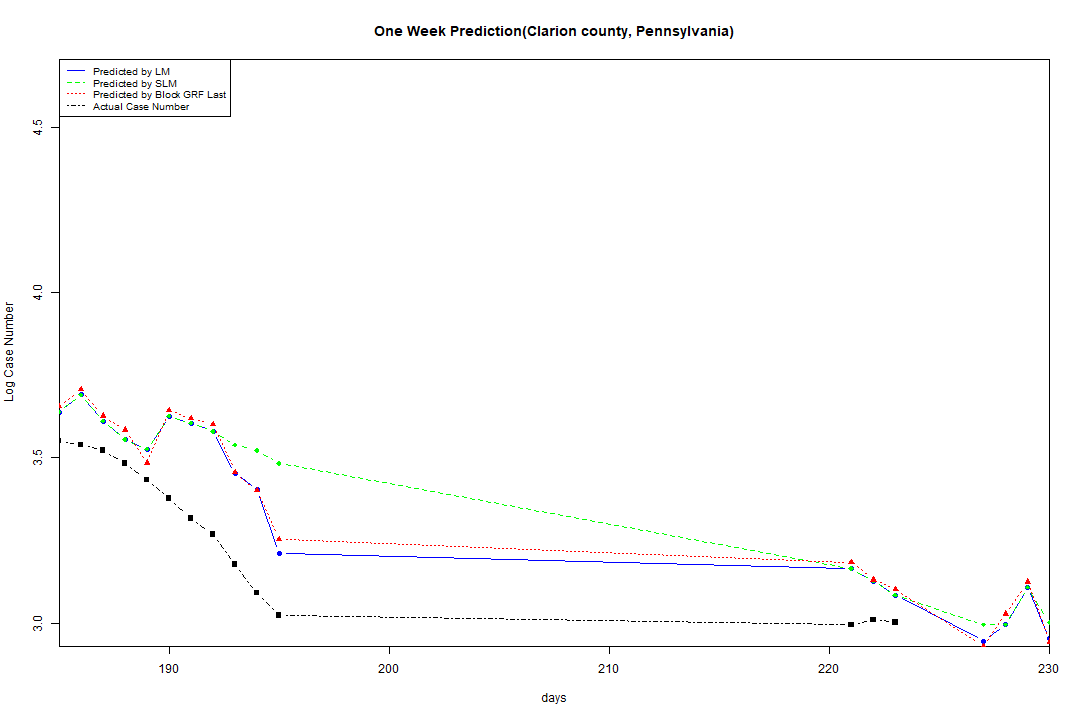 One Week Prediction(Clarion county, Pennsylvania)
Predicted by LM
Predicted by SLM
Predicted by Block GRF Last
Actual Case Number
4.5
4.0
3.5
3.0
Log Case Number
190 200 210 220 230
days